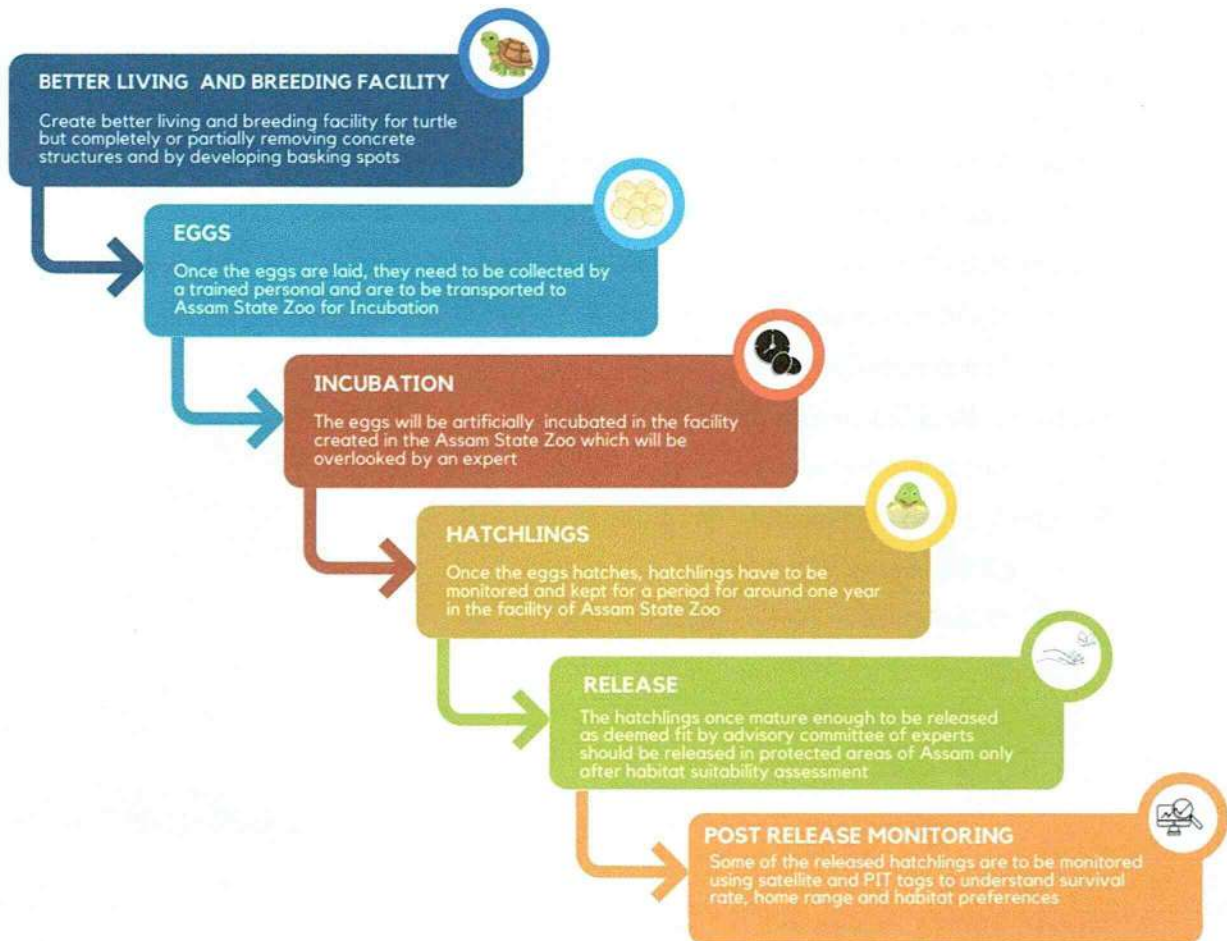 BETTER LIVING AND BREEDING FACILITY
Create better living and breeding facility for turtle
but completely or partially removing concrete
structures and by developing basking spots
EGGS
Once the eggs are laid, they need to be collected by
a trained personal and are to be transported to
Assam State Zoo for Incubation
INCUBATION
The eggs will be artificially incubated in the facility
created in the Assam State Zoo which will be
overlooked by an expert
HATCHLINGS
Once the eggs hatches, hatchlings have to be
monitored and kept for a period for around one year
in the facility of Assam State Zoo
RELEASE
The hatchlings once mature enough to be released
as deemed fit by advisory committee of experts
should be released in protected areas of Assam only
after habitat suitability assessment
POST RELEASE MONITORING
Some of the released hatchlings are to be monitored
using satellite and PIT tags to understand survival
rate, home range and habitat preferences